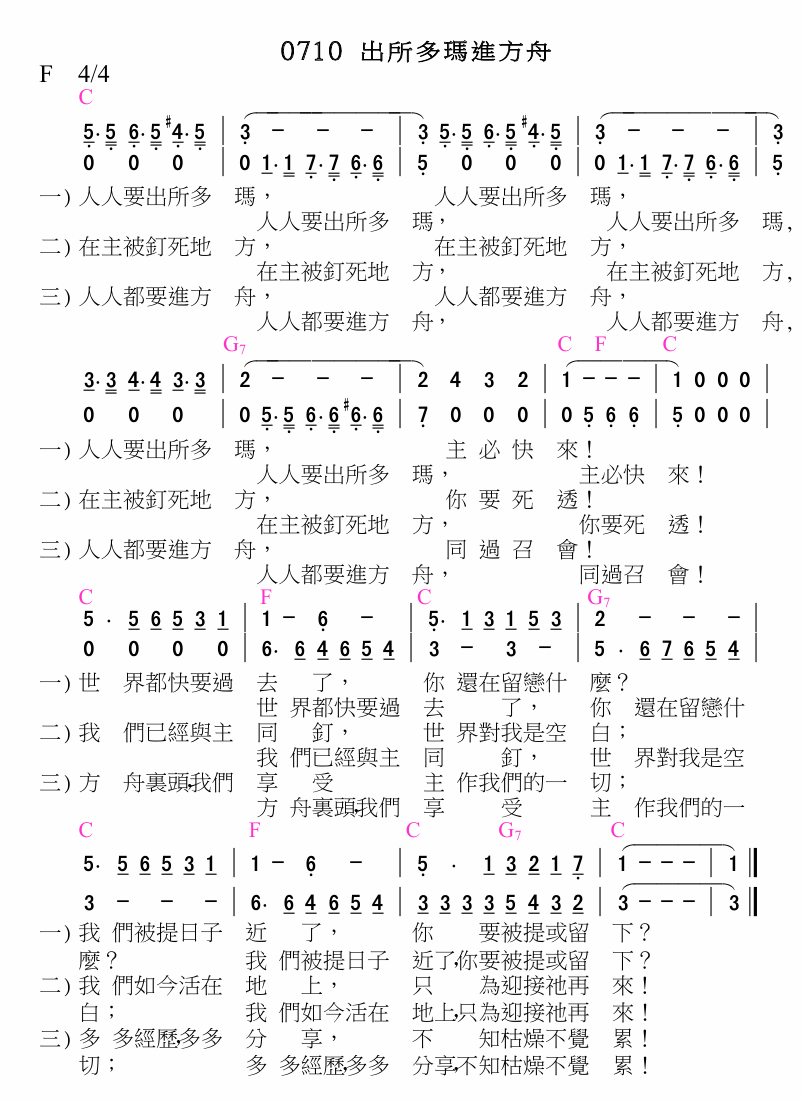 0710 出所多瑪進方舟
F 4/4
C
5·5 6·5 #4·5 | 3 - - - | 3 5·5 6·5 #4·5 | 3 - - - | 3
0 0 0 | 0 1·1 7·7 6·6 | 5 0 0 0 | 0 1·1 7·7 6·6 | 5
一) 人人要出所多 瑪， 人人要出所多 瑪，
人人要出所多 瑪， 人人要出所多 瑪，
二) 在主被釘死地 方， 在主被釘死地 方，
在主被釘死地 方， 在主被釘死地 方，
三) 人人都要進方 舟， 人人都要進方 舟，
人人都要進方 舟， 人人都要進方 舟，
G7 C F C
3·3 4·4 3·3 | 2 - - - | 2 4 3 2 | 1 - - - | 1 0 0 0 |
0 0 0 | 0 5·5 6·6 #6·6 | 7 0 0 0 | 0 5 6 6 | 5 0 0 0 |
一) 人人要出所多 瑪， 主 必 快 來！
人人要出所多 瑪， 主必快 來！
二) 在主被釘死地 方， 你 要 死 透！
在主被釘死地 方， 你要死 透！
三) 人人都要進方 舟， 同 過 召 會！
人人都要進方 舟， 同過召 會！
C F C G7
5 · 5 6 5 3 1 | 1 - 6 - | 5· 1 3 1 5 3 | 2 - - - |
0 0 0 0 | 6· 6 4 6 5 4 | 3 - 3 - | 5 · 6 7 6 5 4 |
一) 世 界都快要過 去 了， 你 還在留戀什 麼？
世 界都快要過 去 了， 你 還在留戀什
二) 我 們已經與主 同 釘， 世 界對我是空 白；
我 們已經與主 同 釘， 世 界對我是空
三) 方 舟裏頭，我們 享 受 主 作我們的一 切；
方 舟裏頭，我們 享 受 主 作我們的一
C F C G7 C
5· 5 6 5 3 1 | 1 - 6 - | 5 · 1 3 2 1 7 | 1 - - - | 1 ‖
3 - - - | 6· 6 4 6 5 4 | 3 3 3 3 5 4 3 2 | 3 - - - | 3 ‖
一) 我 們被提日子 近 了， 你 要被提或留 下？
麼？ 我 們被提日子 近了，你要被提或留 下？
二) 我 們如今活在 地 上， 只 為迎接祂再 來！
白； 我 們如今活在 地上，只為迎接祂再 來！
三) 多 多經歷，多多 分 享， 不 知枯燥不覺 累！
切； 多 多經歷，多多 分享，不知枯燥不覺 累！